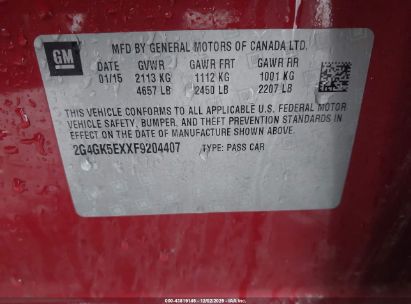 GM
MFD BY GENERAL MOTORS OF CANADA LTD.
DATE GVWR GAWR FRT GAWR RR
01/15 2113 KG 1112 KG 1001 KG
4657 LB 2450 LB 2207 LB
THIS VEHICLE CONFORMS TO ALL APPLICABLE U.S. FEDERAL MOTOR
VEHICLE SAFETY, BUMPER, AND THEFT PREVENTION STANDARDS IN
EFFECT ON THE DATE OF MANUFACTURE SHOWN ABOVE.
2G4GK5EXXF9204407 TYPE: PASS CAR